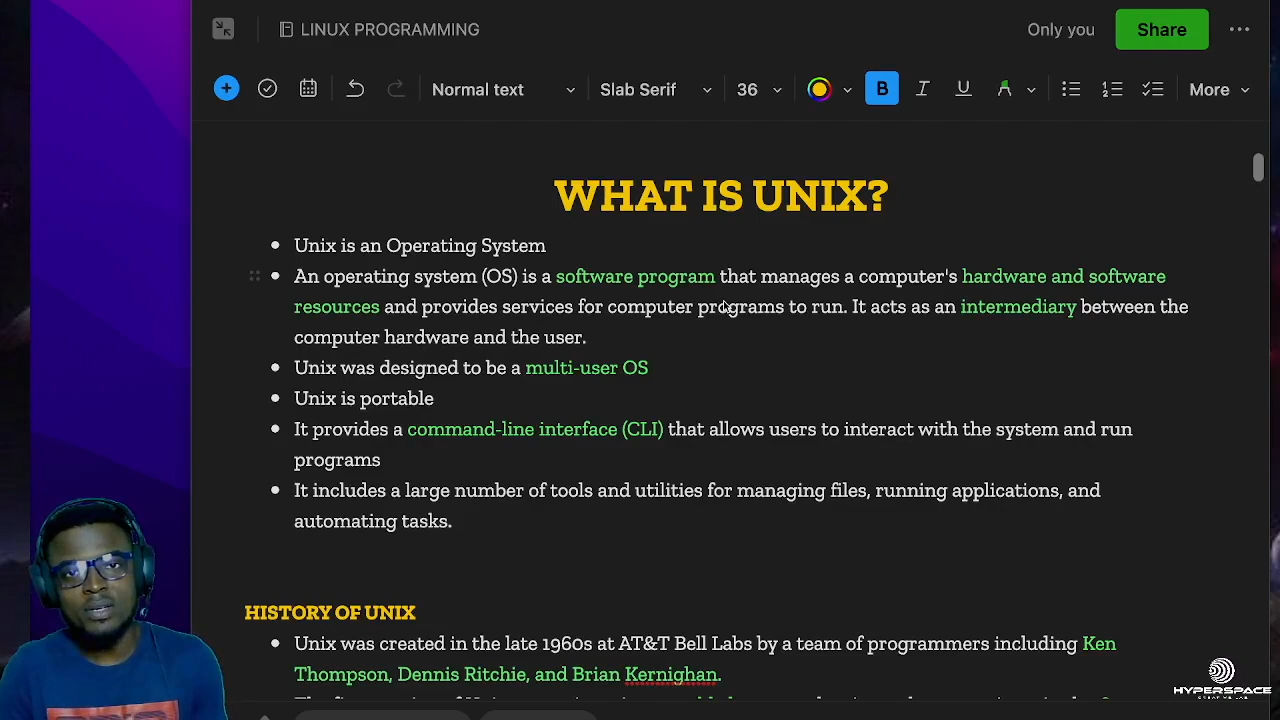 LINUX PROGRAMMING
Only you
Share
Normal text
Slab Serif
36
B
I
U
More
WHAT IS UNIX?
Unix is an Operating System
An operating system (OS) is a software program that manages a computer's hardware and software
resources and provides services for computer programs to run. It acts as an intermediary between the
computer hardware and the user.
Unix was designed to be a multi-user OS
Unix is portable
It provides a command-line interface (CLI) that allows users to interact with the system and run
programs
It includes a large number of tools and utilities for managing files, running applications, and
automating tasks.
HISTORY OF UNIX
Unix was created in the late 1960s at AT&T Bell Labs by a team of programmers including Ken
Thompson, Dennis Ritchie, and Brian Kernighan.
HYPERSPACE